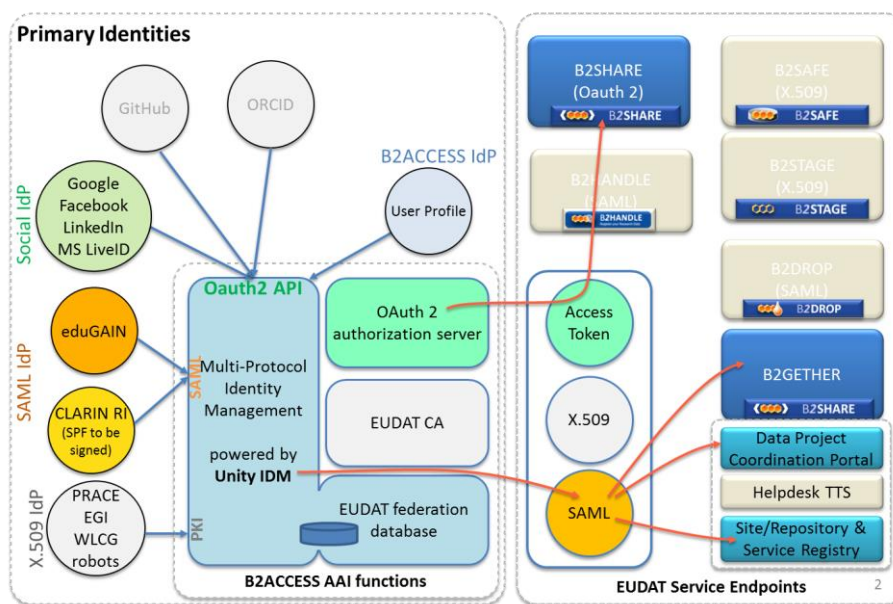 Primary Identities
GitHub
ORCID
B2ACCESS IdP
Social IdP
Google
Facebook
LinkedIn
MS LiveID
User Profile
Oauth2 API
OAuth 2
authorization server
SAML IdP
eduGAIN
SAML
Multi-Protocol
Identity
Management
CLARIN RI
(SPF to be
signed)
EUDAT CA
powered by
Unity IDM
X.509 IdP
PRACE
EGI
WLCG
robots
PKI
EUDAT federation
database
B2ACCESS AAI functions
B2SHARE
(Oauth 2)
B2SHARE
B2SAFE
(X.509)
B2SAFE
B2HANDLE
(SAML)
B2HANDLE
B2STAGE
(X.509)
B2STAGE
B2DROP
(SAML)
B2DROP
Access
Token
X.509
SAML
B2GETHER
B2SHARE
Data Project
Coordination Portal
Helpdesk TTS
Site/Repository &
Service Registry
EUDAT Service Endpoints
2